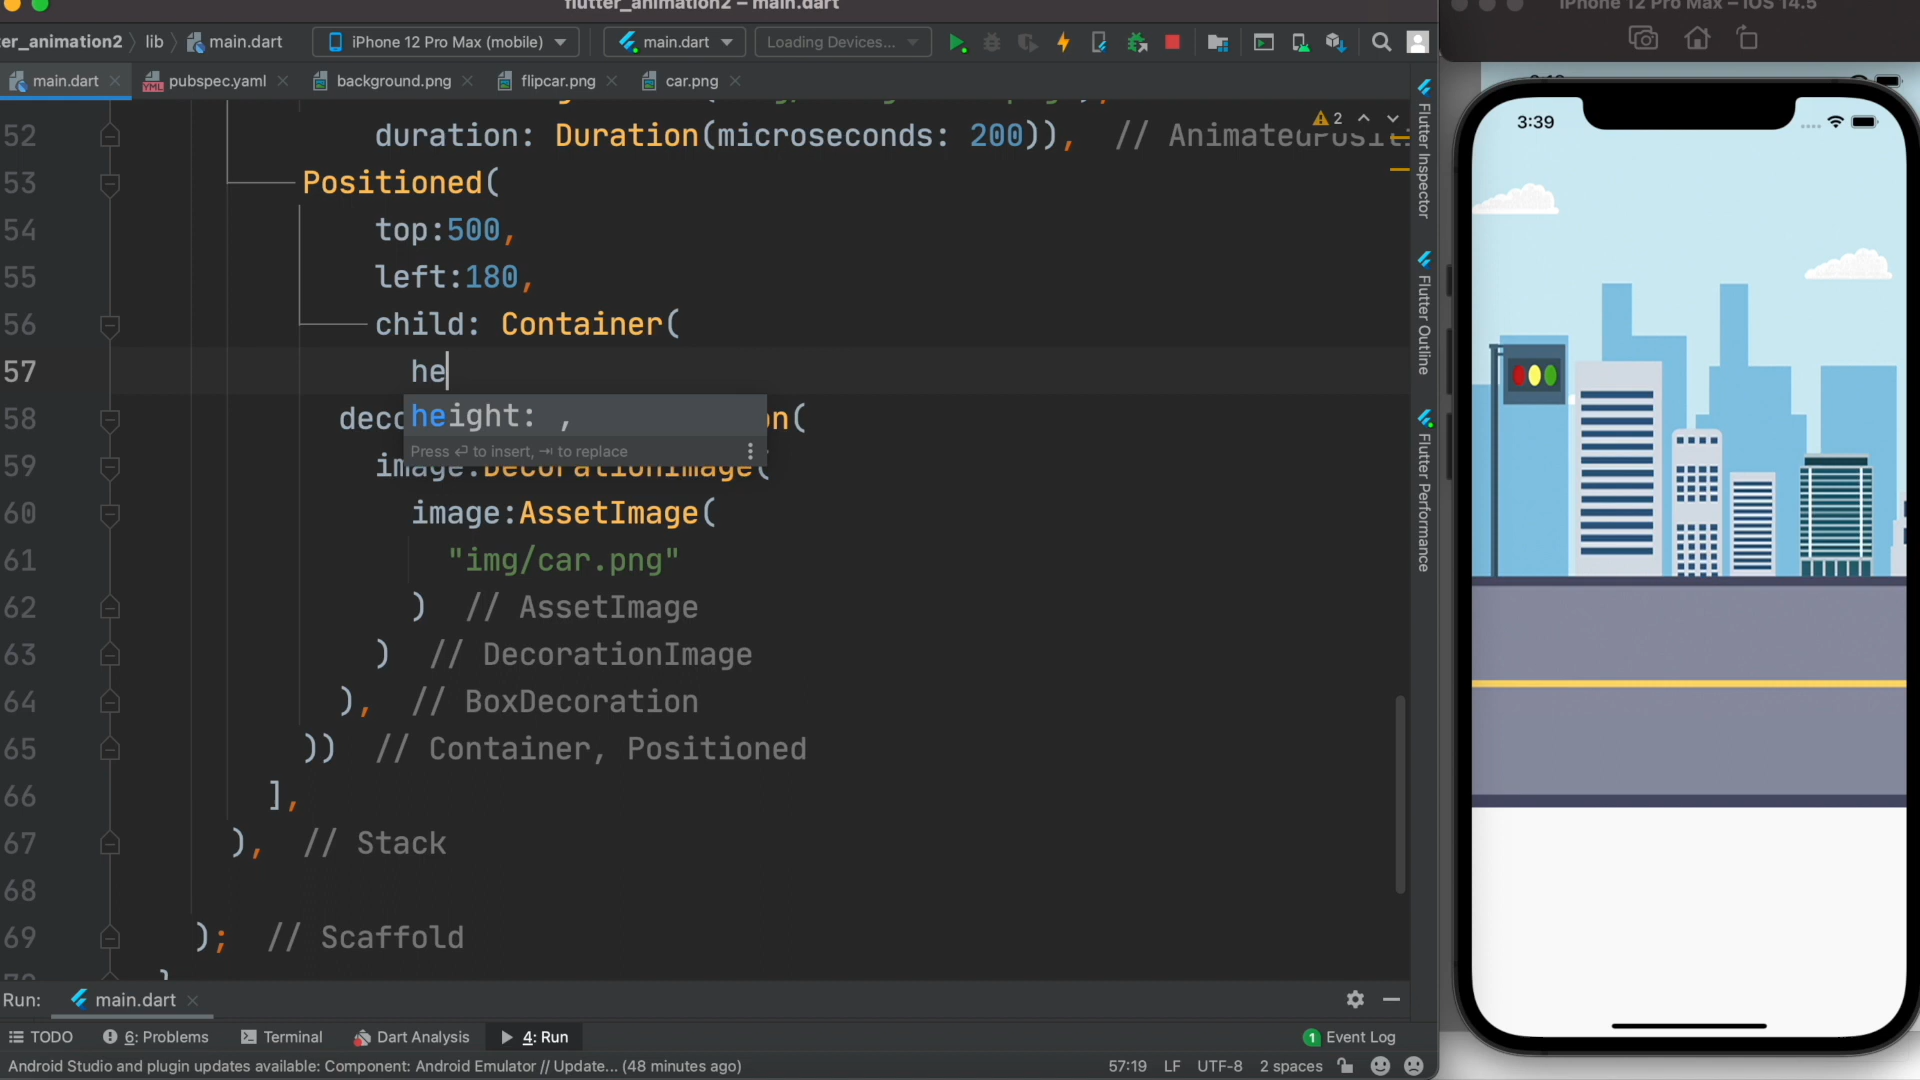 flutter_animation2 – main.dart
iPhone 12 Pro Max – iOS 14.5
er_animation2 lib main.dart iPhone 12 Pro Max (mobile) main.dart Loading Devices...
main.dart pubspec.yaml background.png flipcar.png car.png
52 duration: Duration(microseconds: 200)), // AnimatedPositi
2
53 Positioned(
54 top:500,
55 left:180,
56 child: Container(
57 he
height: ,
Press ↵ to insert, ⇥ to replace
58 deco on(
59 image:DecorationImage(
60 image:AssetImage(
61 "img/car.png"
62 ) // AssetImage
63 ) // DecorationImage
64 ), // BoxDecoration
65 )) // Container, Positioned
66 ],
67 ), // Stack
68
69 ); // Scaffold
Flutter Inspector
Flutter Outline
Flutter Performance
3:39
Run: main.dart
TODO 6: Problems Terminal Dart Analysis 4: Run 1 Event Log
Android Studio and plugin updates available: Component: Android Emulator // Update... (48 minutes ago) 57:19 LF UTF-8 2 spaces